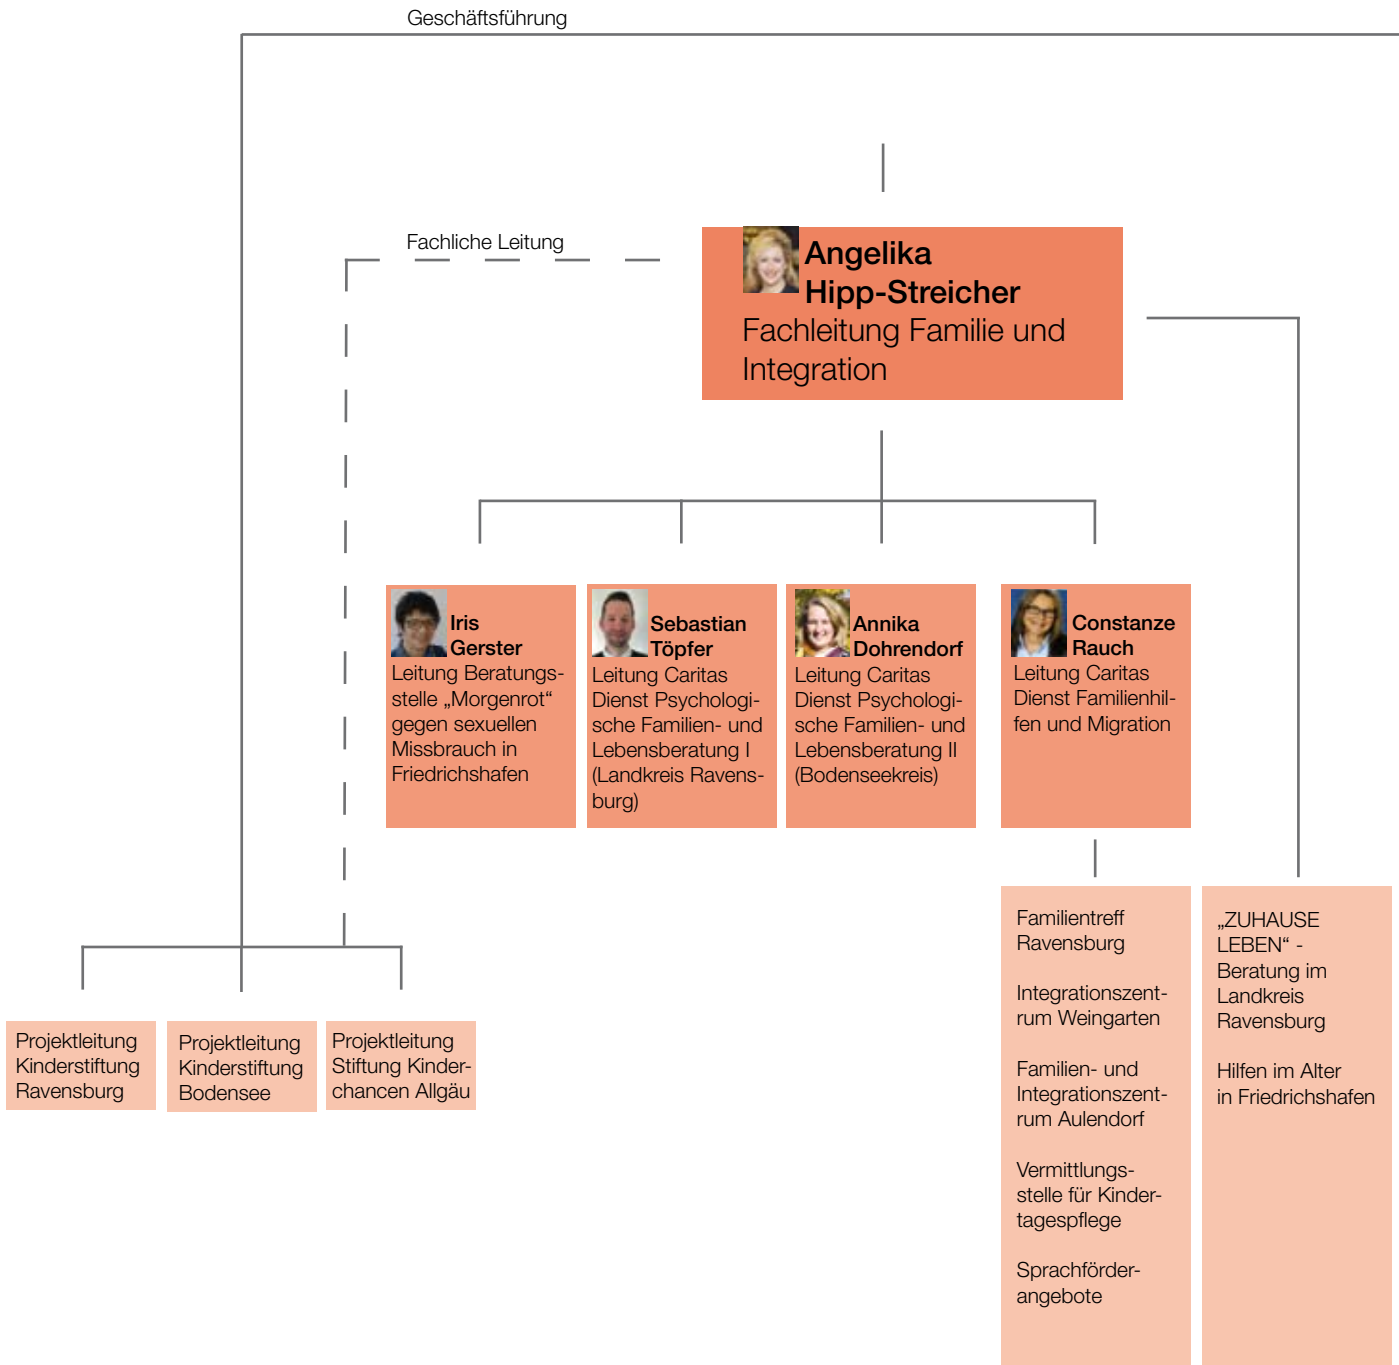 Geschäftsführung
Fachliche Leitung
Angelika
Hipp-Streicher
Fachleitung Familie und
Integration
Iris
Gerster
Leitung Beratungs-
stelle „Morgenrot“
gegen sexuellen
Missbrauch in
Friedrichshafen
Sebastian
Töpfer
Leitung Caritas
Dienst Psychologi-
sche Familien- und
Lebensberatung I
(Landkreis Ravens-
burg)
Annika
Dohrendorf
Leitung Caritas
Dienst Psychologi-
sche Familien- und
Lebensberatung II
(Bodenseekreis)
Constanze
Rauch
Leitung Caritas
Dienst Familienhil-
fen und Migration
Familientreff
Ravensburg
Integrationszent-
rum Weingarten
Familien- und
Integrationszent-
rum Aulendorf
Vermittlungs-
stelle für Kinder-
tagespflege
Sprachförder-
angebote
„ZUHAUSE
LEBEN“ -
Beratung im
Landkreis
Ravensburg
Hilfen im Alter
in Friedrichshafen
Projektleitung
Kinderstiftung
Ravensburg
Projektleitung
Kinderstiftung
Bodensee
Projektleitung
Stiftung Kinder-
chancen Allgäu